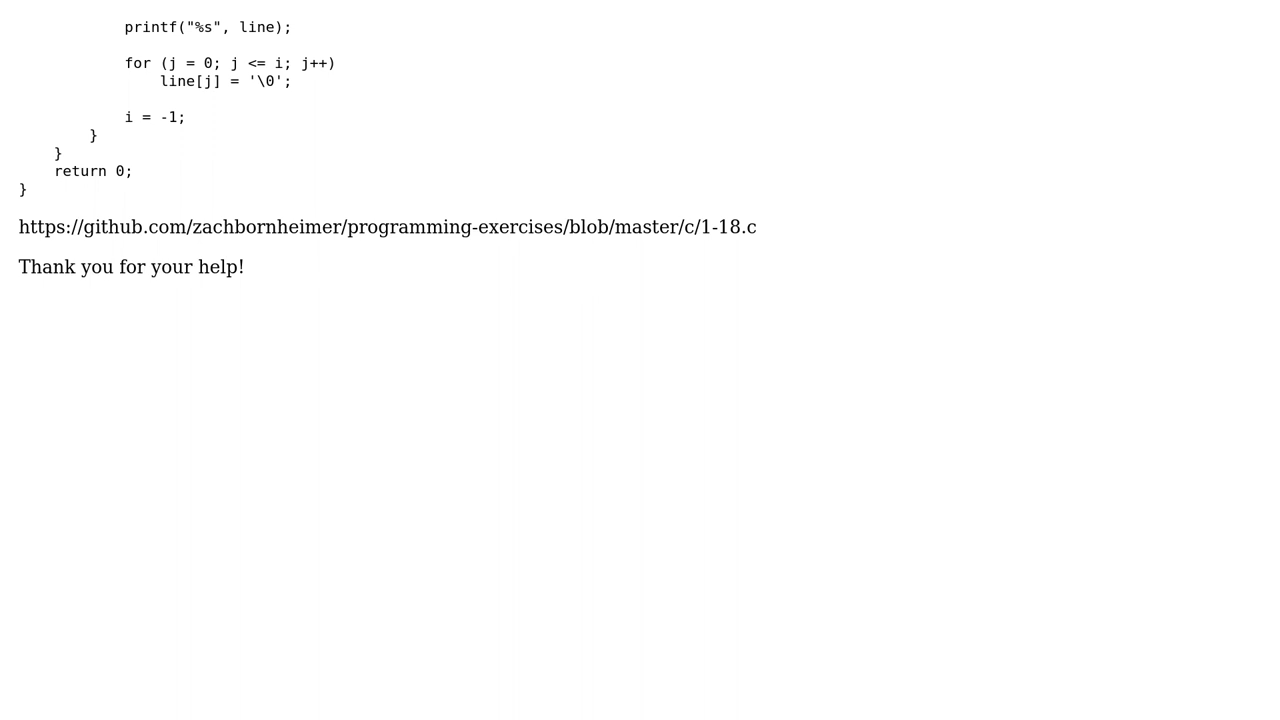 printf("%s", line);

            for (j = 0; j <= i; j++)
                line[j] = '\0';

            i = -1;
        }
    }
    return 0;
}
https://github.com/zachbornheimer/programming-exercises/blob/master/c/1-18.c
Thank you for your help!